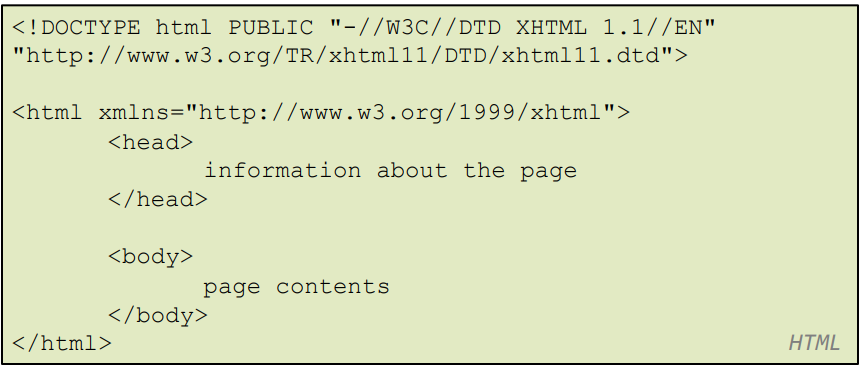 <!DOCTYPE html PUBLIC "-//W3C//DTD XHTML 1.1//EN"
"http://www.w3.org/TR/xhtml11/DTD/xhtml11.dtd">
<html xmlns="http://www.w3.org/1999/xhtml">
<head>
information about the page
</head>
<body>
page contents
</body>
</html>
HTML